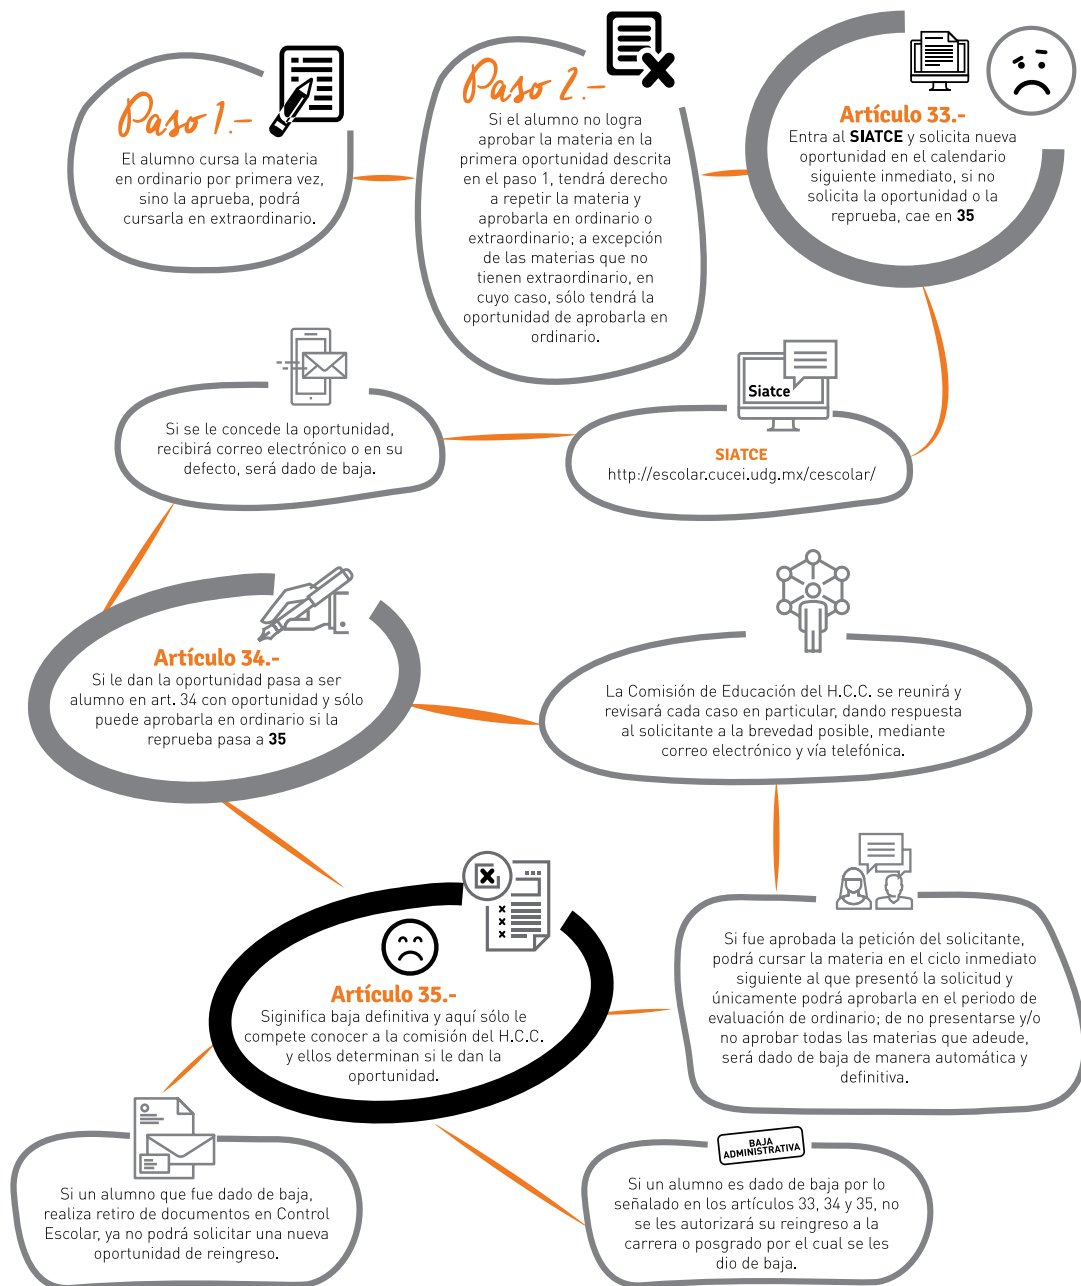 Paso 1.-
El alumno cursa la materia
en ordinario por primera vez,
sino la aprueba, podrá
cursarla en extraordinario.
Paso 2.-
Si el alumno no logra
aprobar la materia en la
primera oportunidad descrita
en el paso 1, tendrá derecho
a repetir la materia y
aprobarla en ordinario o
extraordinario; a excepción
de las materias que no
tienen extraordinario, en
cuyo caso, sólo tendrá la
oportunidad de aprobarla en
ordinario.
Artículo 33.-
Entra al SIATCE y solicita nueva
oportunidad en el calendario
siguiente inmediato, si no
solicita la oportunidad o la
reprueba, cae en 35
Siatce
SIATCE
http://escolar.cucei.udg.mx/cescolar/
Si se le concede la oportunidad,
recibirá correo electrónico o en su
defecto, será dado de baja.
Artículo 34.-
Si le dan la oportunidad pasa a ser
alumno en art. 34 con oportunidad y sólo
puede aprobarla en ordinario si la
reprueba pasa a 35
La Comisión de Educación del H.C.C. se reunirá y
revisará cada caso en particular, dando respuesta
al solicitante a la brevedad posible, mediante
correo electrónico y vía telefónica.
Si fue aprobada la petición del solicitante,
podrá cursar la materia en el ciclo inmediato
siguiente al que presentó la solicitud y
únicamente podrá aprobarla en el periodo de
evaluación de ordinario; de no presentarse y/o
no aprobar todas las materias que adeude,
será dado de baja de manera automática y
definitiva.
Artículo 35.-
Siginifica baja definitiva y aquí sólo le
compete conocer a la comisión del H.C.C.
y ellos determinan si le dan la
oportunidad.
Si un alumno que fue dado de baja,
realiza retiro de documentos en Control
Escolar, ya no podrá solicitar una nueva
oportunidad de reingreso.
BAJA
ADMINISTRATIVA
Si un alumno es dado de baja por lo
señalado en los artículos 33, 34 y 35, no
se les autorizará su reingreso a la
carrera o posgrado por el cual se les
dio de baja.